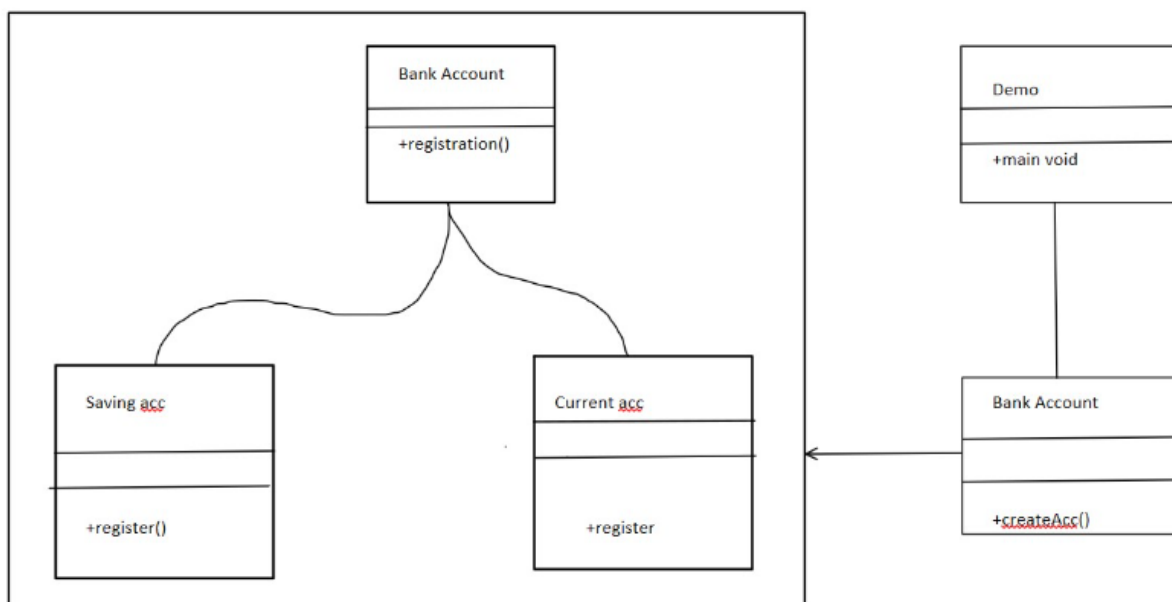 Bank Account
+registration()
Demo
+main void
Saving acc
+register()
Current acc
+register
Bank Account
+createAcc()